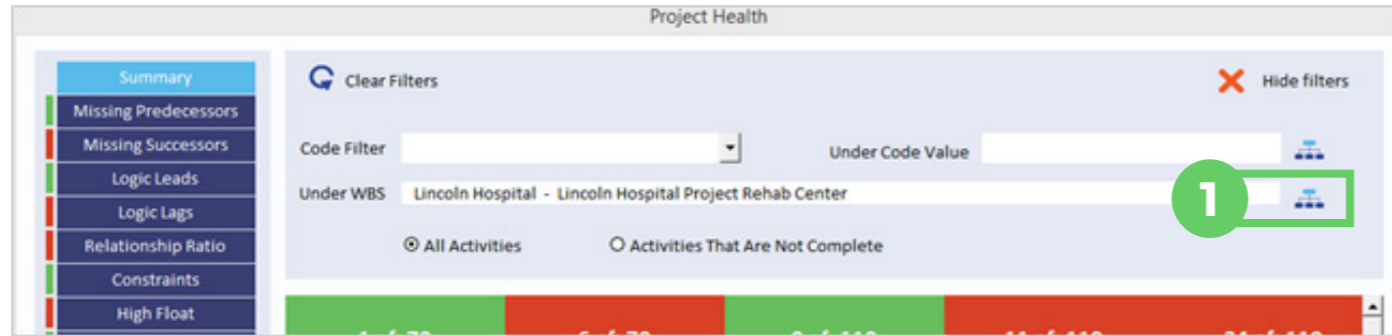 Project Health
Summary
Missing Predecessors
Missing Successors
Logic Leads
Logic Lags
Relationship Ratio
Constraints
High Float
Clear Filters
Hide filters
Code Filter
Under Code Value
Under WBS Lincoln Hospital - Lincoln Hospital Project Rehab Center
1
All Activities
Activities That Are Not Complete